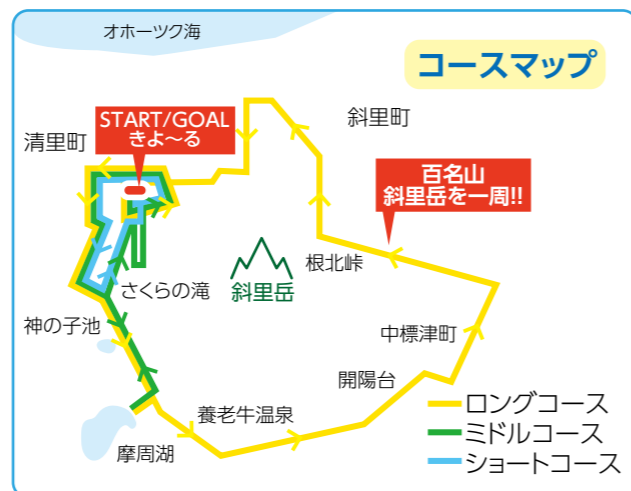 オホーツク海
コースマップ
START/GOAL
きよ〜る
清里町
斜里町
百名山
斜里岳を一周!!
根北峠
さくらの滝
斜里岳
神の子池
中標津町
開陽台
養老牛温泉
摩周湖
ロングコース
ミドルコース
ショートコース